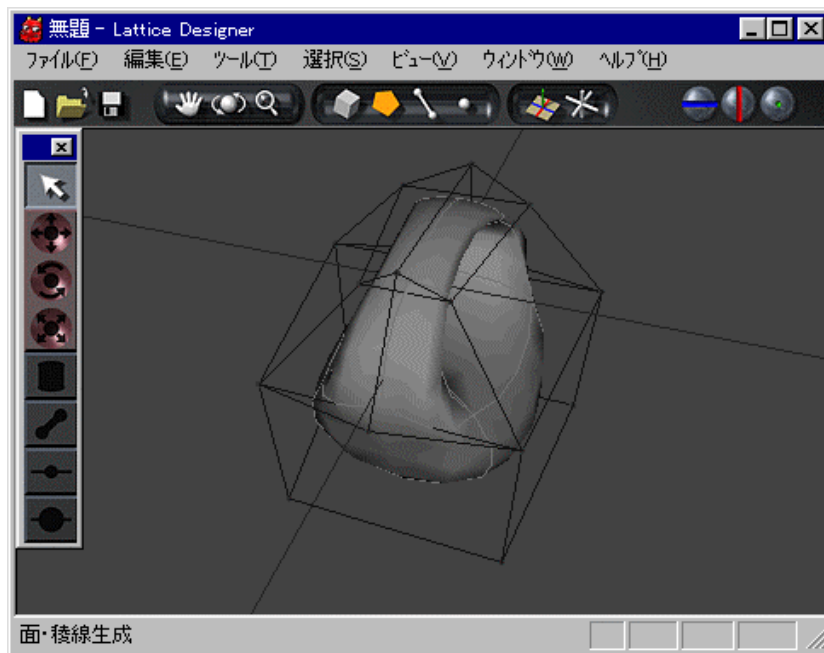 無題 - Lattice Designer
ﾌｧｲﾙ(F) 編集(E) ﾂｰﾙ(T) 選択(S) ﾋﾞｭｰ(V) ｳｨﾝﾄﾞｳ(W) ﾍﾙﾌﾟ(H)
面・稜線生成